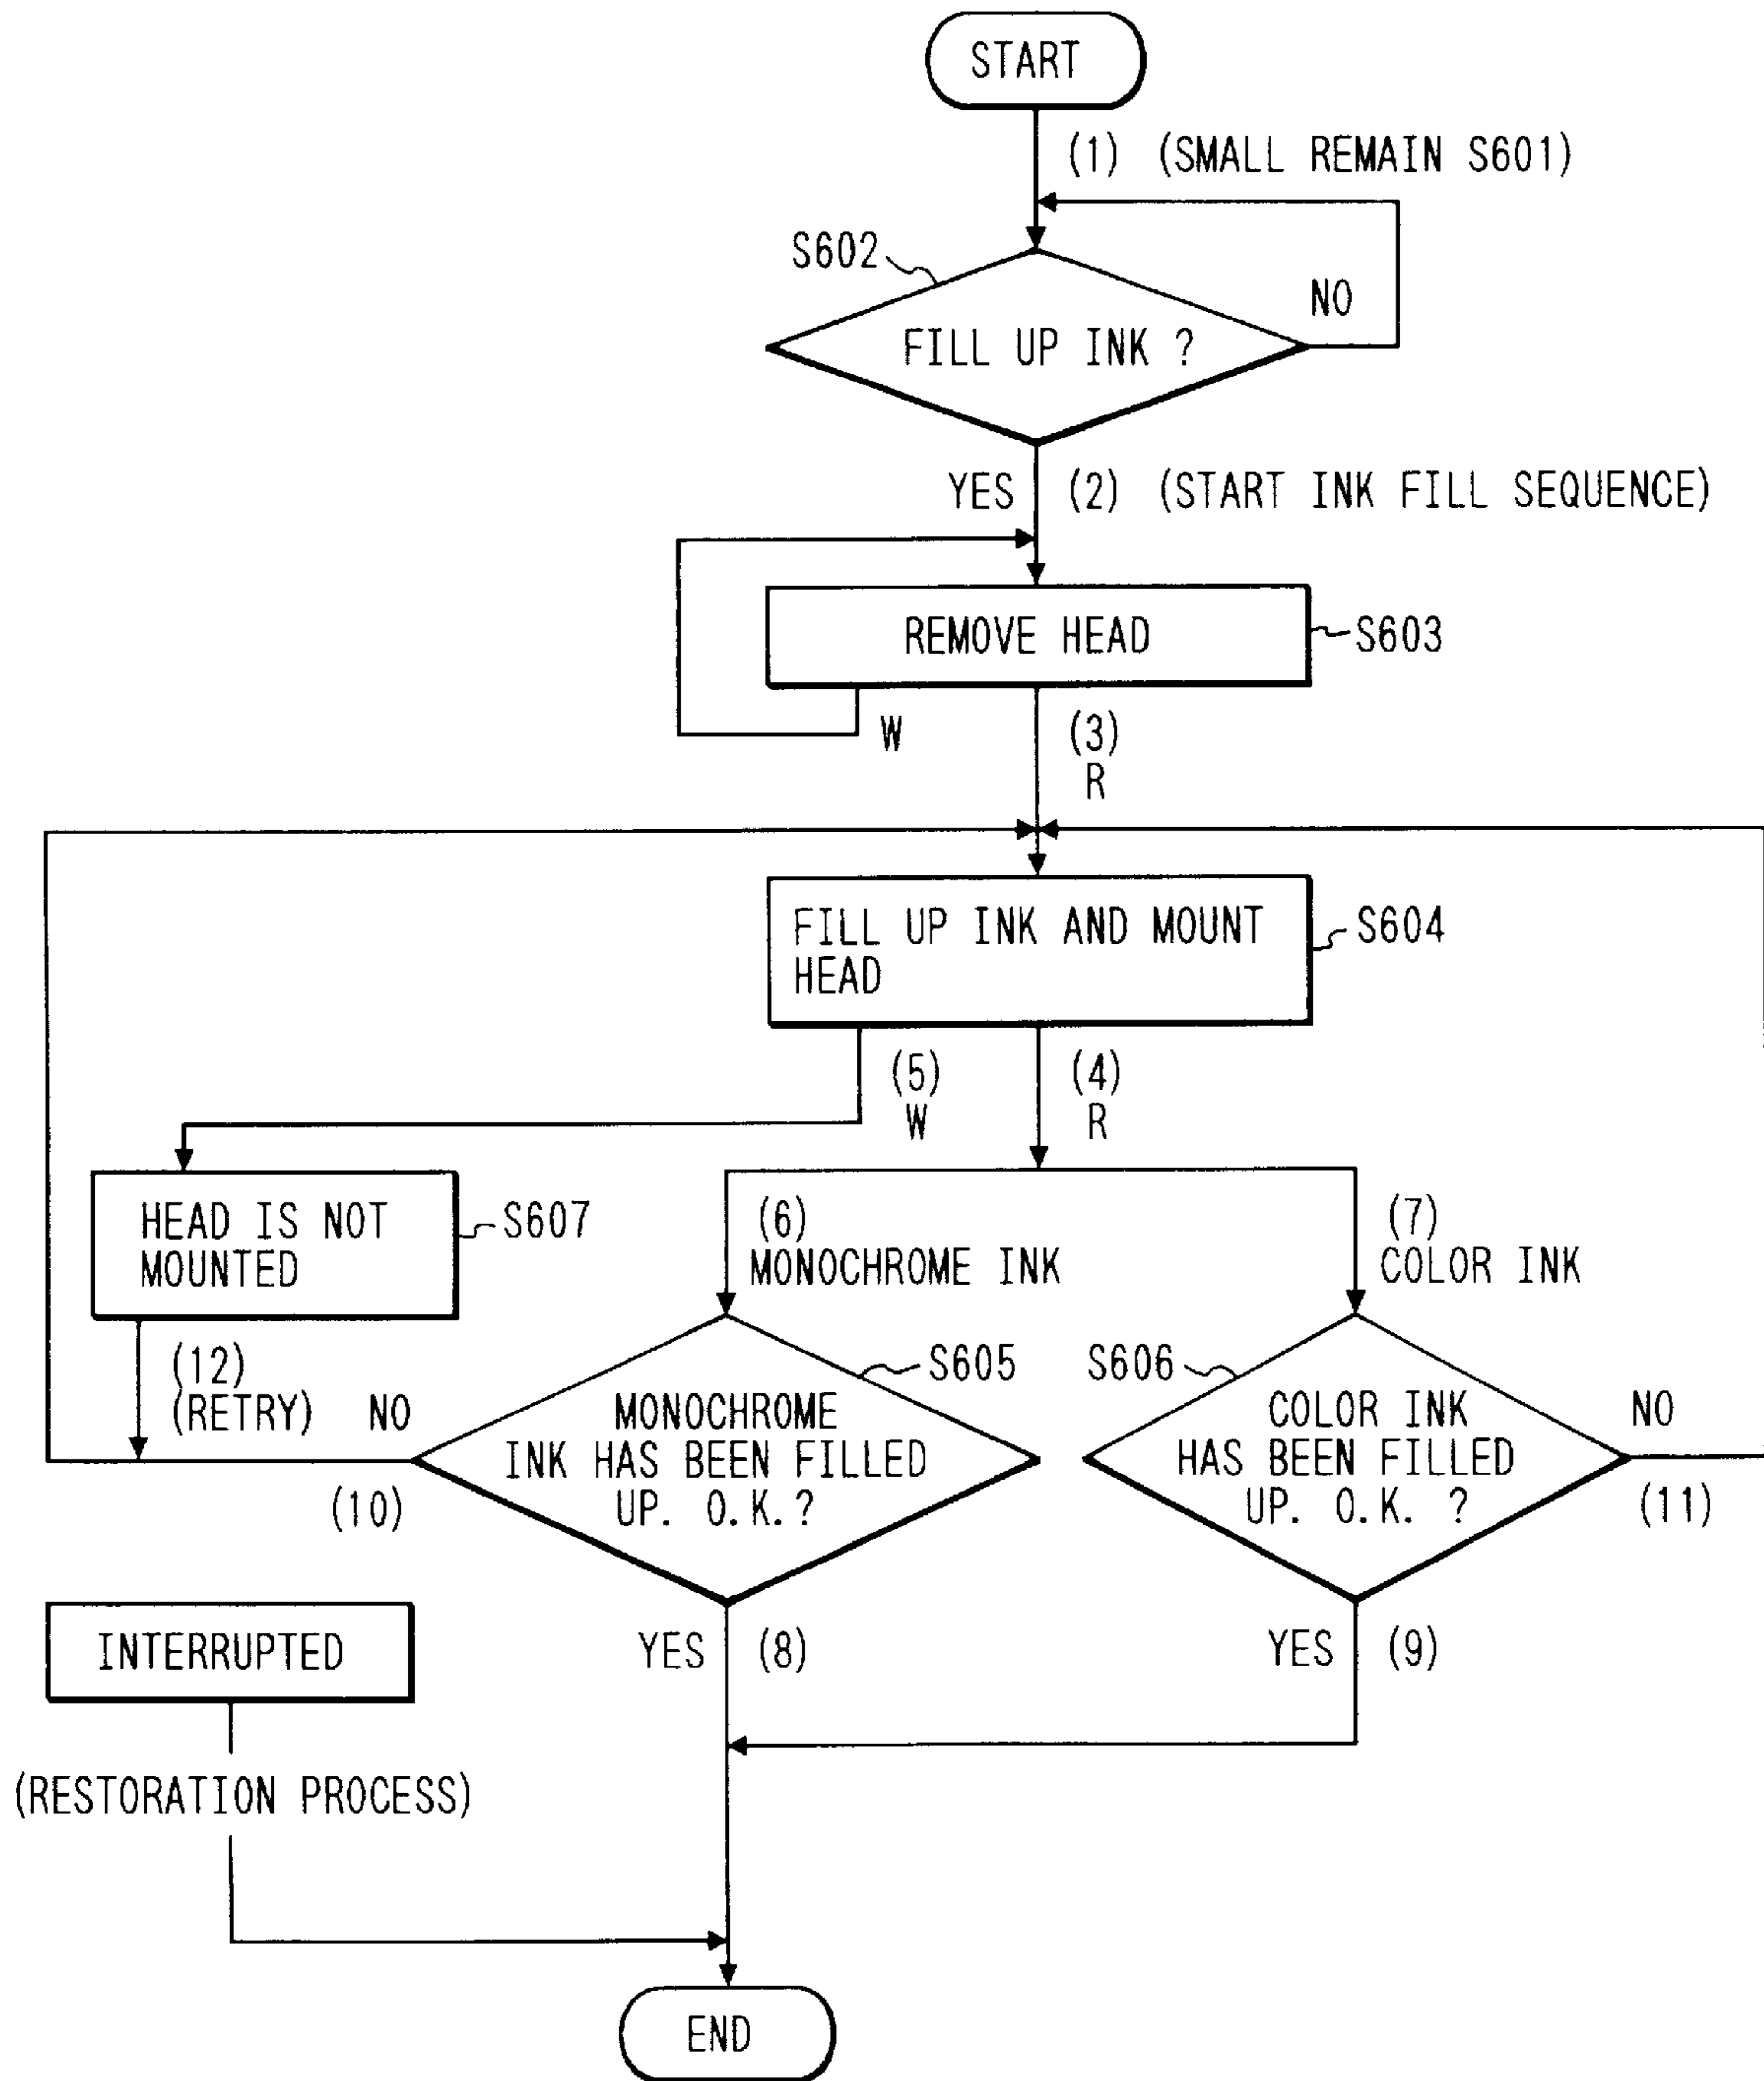 START
(1) (SMALL REMAIN S601)
S602
NO
FILL UP INK ?
YES (2) (START INK FILL SEQUENCE)
REMOVE HEAD
S603
W
(3)
R
FILL UP INK AND MOUNT
HEAD
S604
(5)
W
(4)
R
HEAD IS NOT
MOUNTED
S607
(6)
MONOCHROME INK
(7)
COLOR INK
(12)
(RETRY)
NO
S605
MONOCHROME
INK HAS BEEN FILLED
UP. O.K.?
(10)
S606
COLOR INK
HAS BEEN FILLED
UP. O.K. ?
NO
(11)
INTERRUPTED
YES (8)
YES (9)
(RESTORATION PROCESS)
END